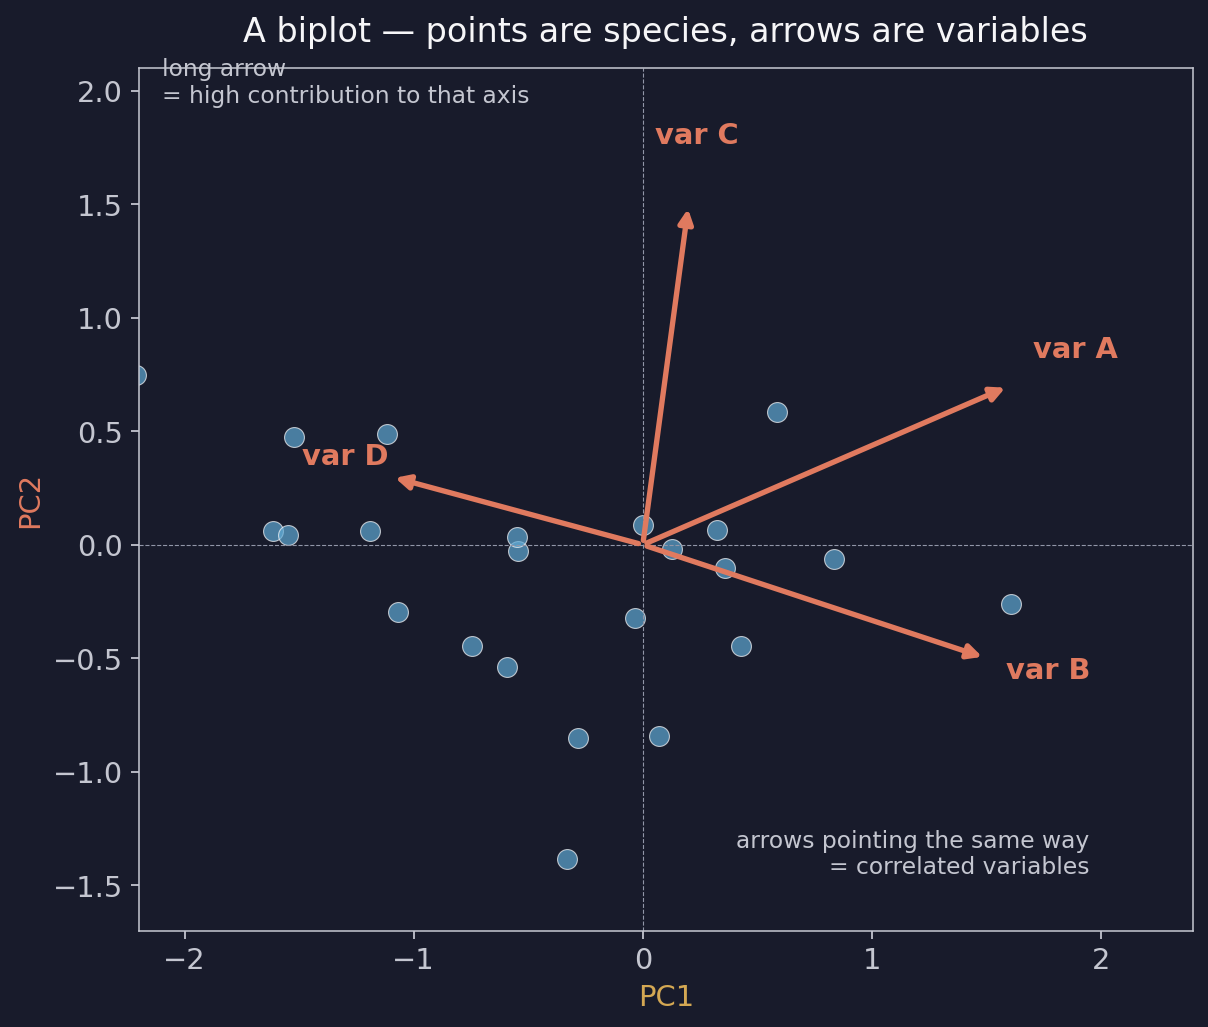 A biplot — points are species, arrows are variables
long arrow
= high contribution to that axis
2.0
1.5
1.0
0.5
0.0
−0.5
−1.0
−1.5
PC2
var C
var A
var D
var B
arrows pointing the same way
= correlated variables
−2
−1
0
1
2
PC1